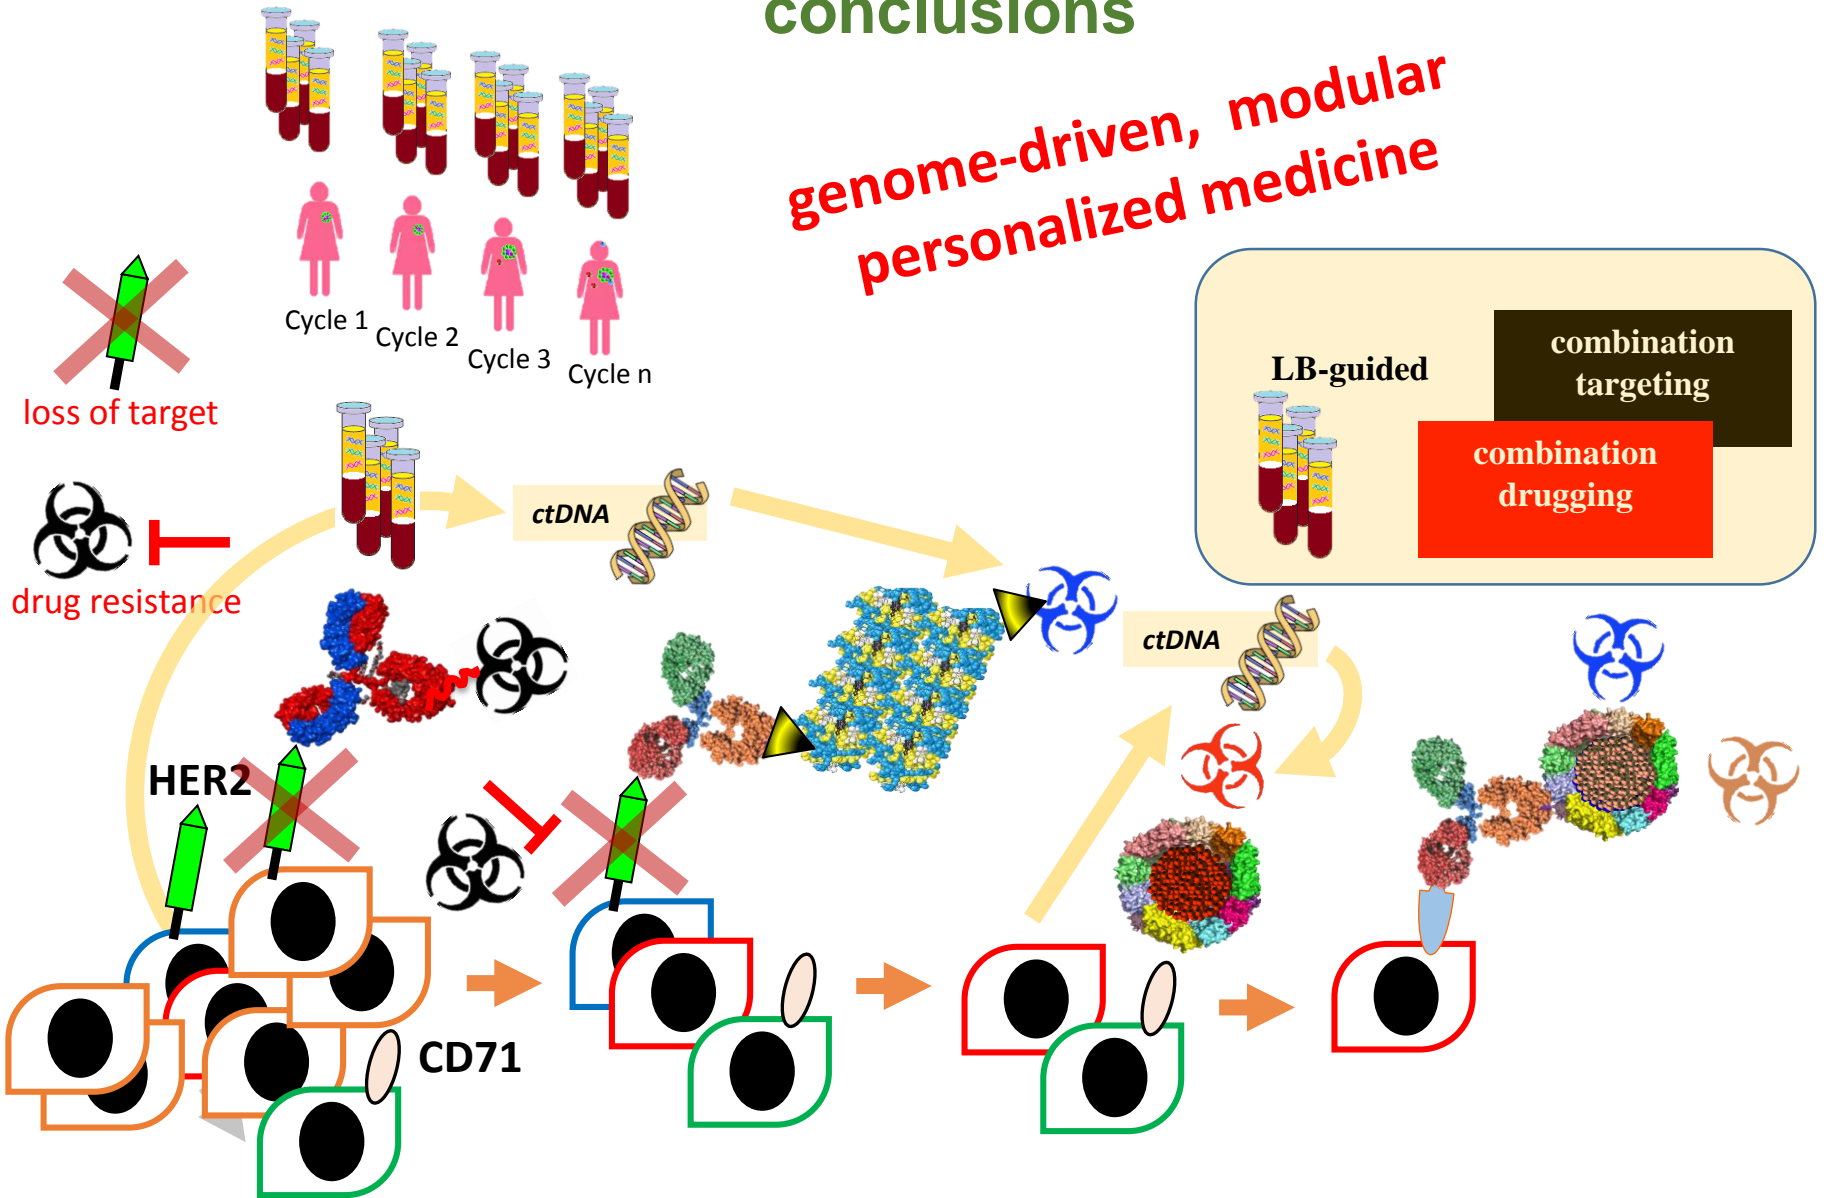 conclusions
genome-driven, modular
personalized medicine
Cycle 1
Cycle 2
Cycle 3
Cycle n
loss of target
LB-guided
combination
targeting
combination
drugging
ctDNA
drug resistance
ctDNA
HER2
CD71